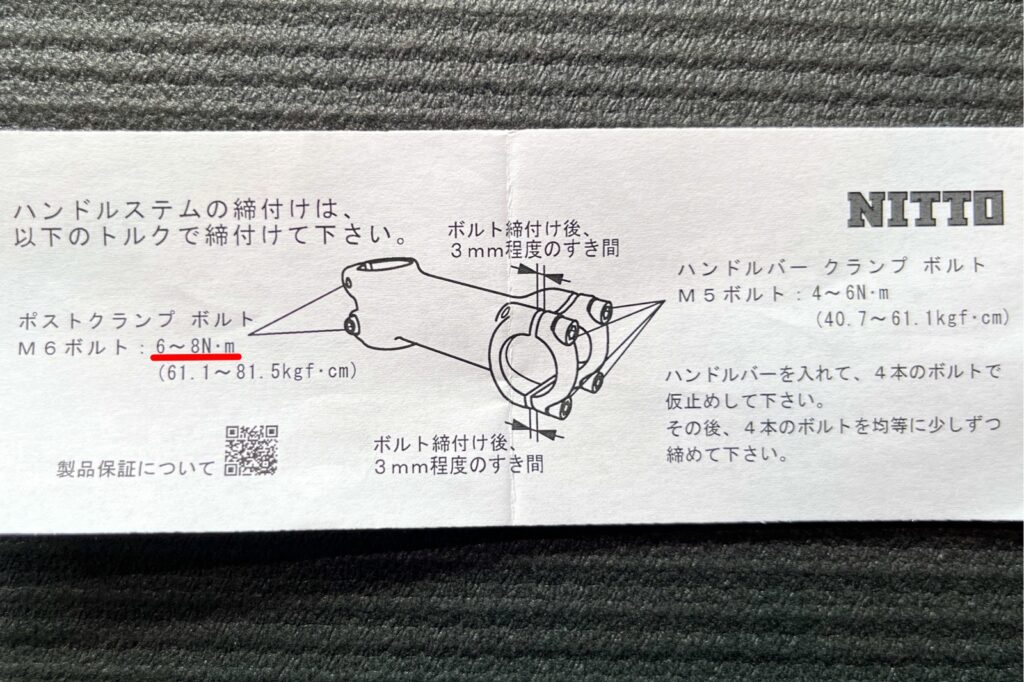 ハンドルステムの締付けは、
以下のトルクで締付けて下さい。
ボルト締付け後、
3mm程度のすき間
NITTO
ハンドルバー クランプ ボルト
M5ボルト：4～6N·m
(40.7～61.1kgf·cm)
ポストクランプ ボルト
M6ボルト：6～8N·m
(61.1～81.5kgf·cm)
ハンドルバーを入れて、4本のボルトで
仮止めして下さい。
その後、4本のボルトを均等に少しずつ
締めて下さい。
ボルト締付け後、
3mm程度のすき間
製品保証について